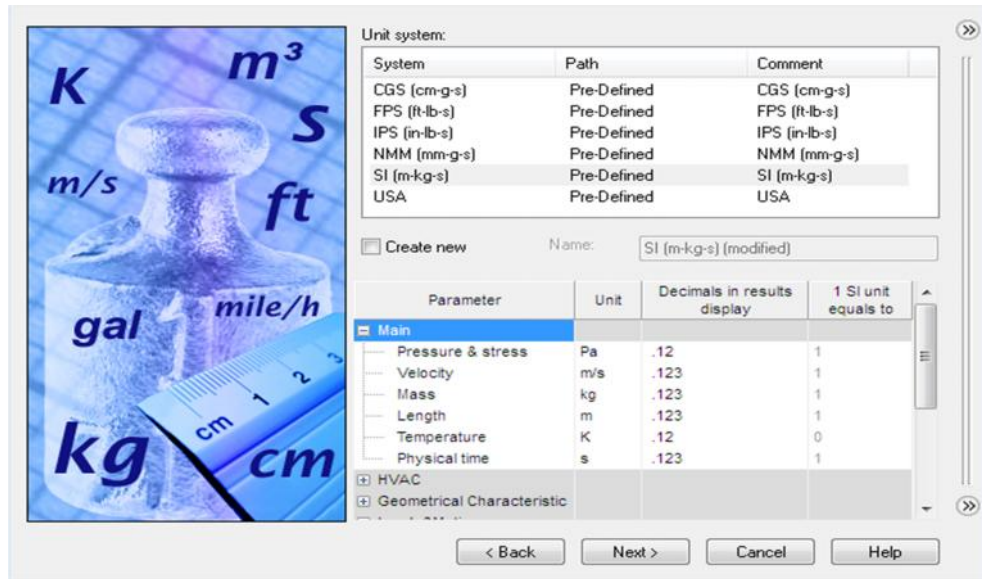 K
m³
s
m/s
ft
gal
mile/h
kg
cm 1 2 3
cm
Unit system:
System Path Comment
CGS (cm-g-s) Pre-Defined CGS (cm-g-s)
FPS (ft-lb-s) Pre-Defined FPS (ft-lb-s)
IPS (in-lb-s) Pre-Defined IPS (in-lb-s)
NMM (mm-g-s) Pre-Defined NMM (mm-g-s)
SI (m-kg-s) Pre-Defined SI (m-kg-s)
USA Pre-Defined USA
Create new Name: SI (m-kg-s) (modified)
Parameter Unit Decimals in results display 1 SI unit equals to
Main
Pressure & stress Pa .12 1
Velocity m/s .123 1
Mass kg .123 1
Length m .123 1
Temperature K .12 0
Physical time s .123 1
HVAC
Geometrical Characteristic
< Back Next > Cancel Help